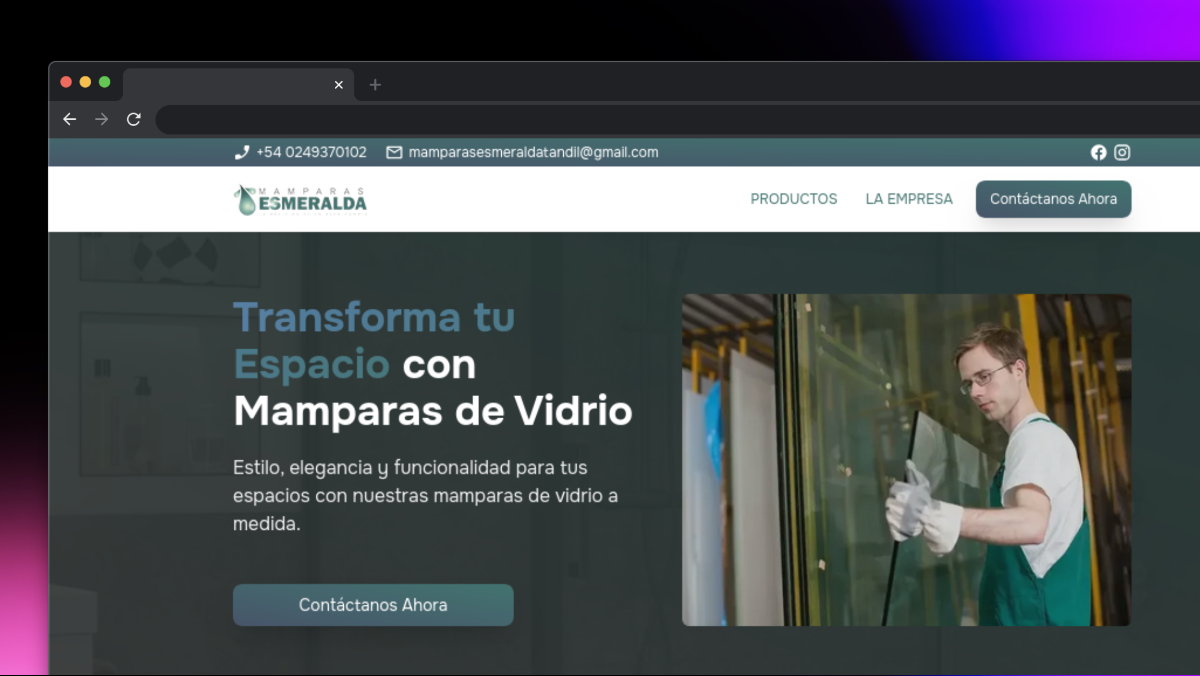 +54 0249370102 mamparasesmeraldatandil@gmail.com
MAMPARAS
ESMERALDA
PRODUCTOS LA EMPRESA Contáctanos Ahora
Transforma tu
Espacio con
Mamparas de Vidrio
Estilo, elegancia y funcionalidad para tus
espacios con nuestras mamparas de vidrio a
medida.
Contáctanos Ahora